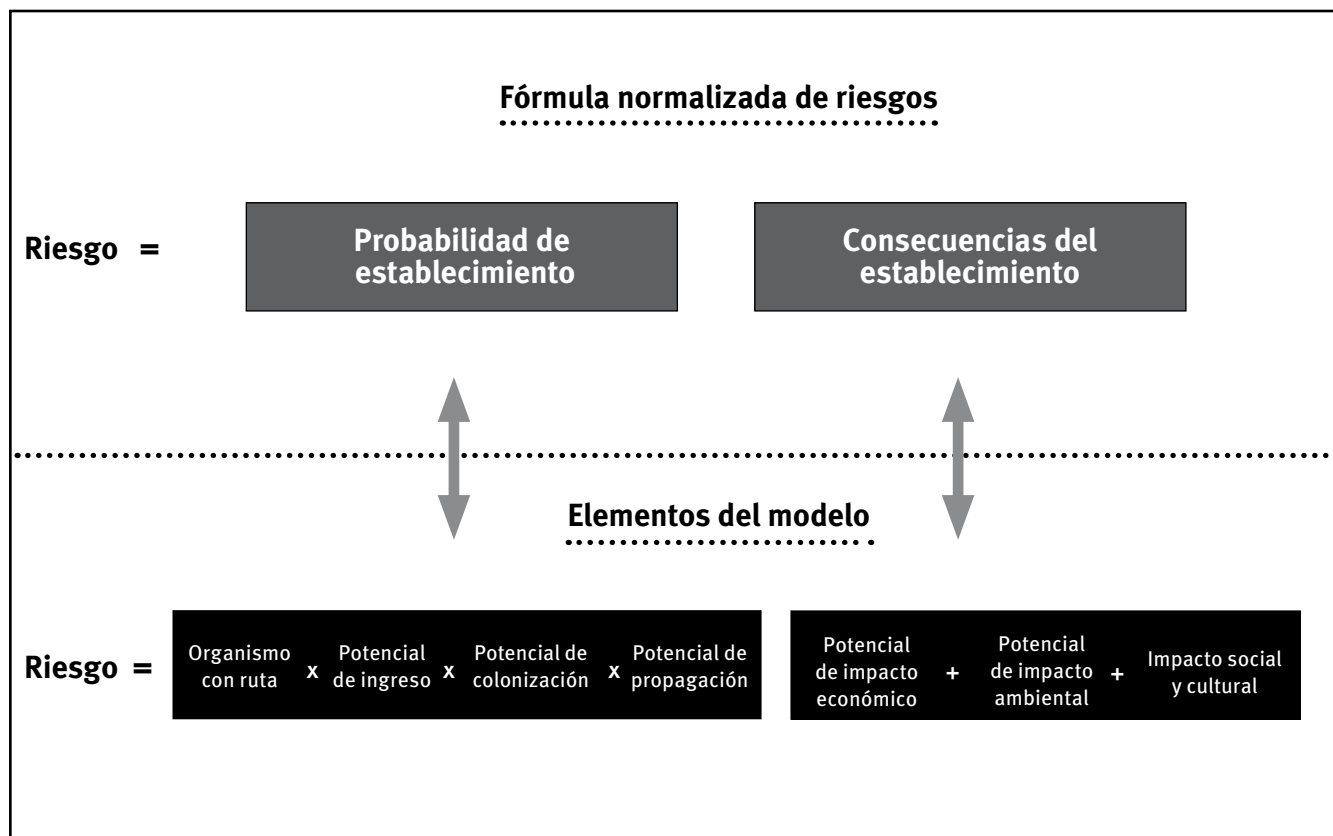 Fórmula normalizada de riesgos
Riesgo =
Probabilidad de
establecimiento
Consecuencias del
establecimiento
Elementos del modelo
Riesgo =
Organismo
con ruta
x
Potencial
de ingreso
x
Potencial de
colonización
x
Potencial de
propagación
Potencial
de impacto
económico
+
Potencial
de impacto
ambiental
+
Impacto social
y cultural